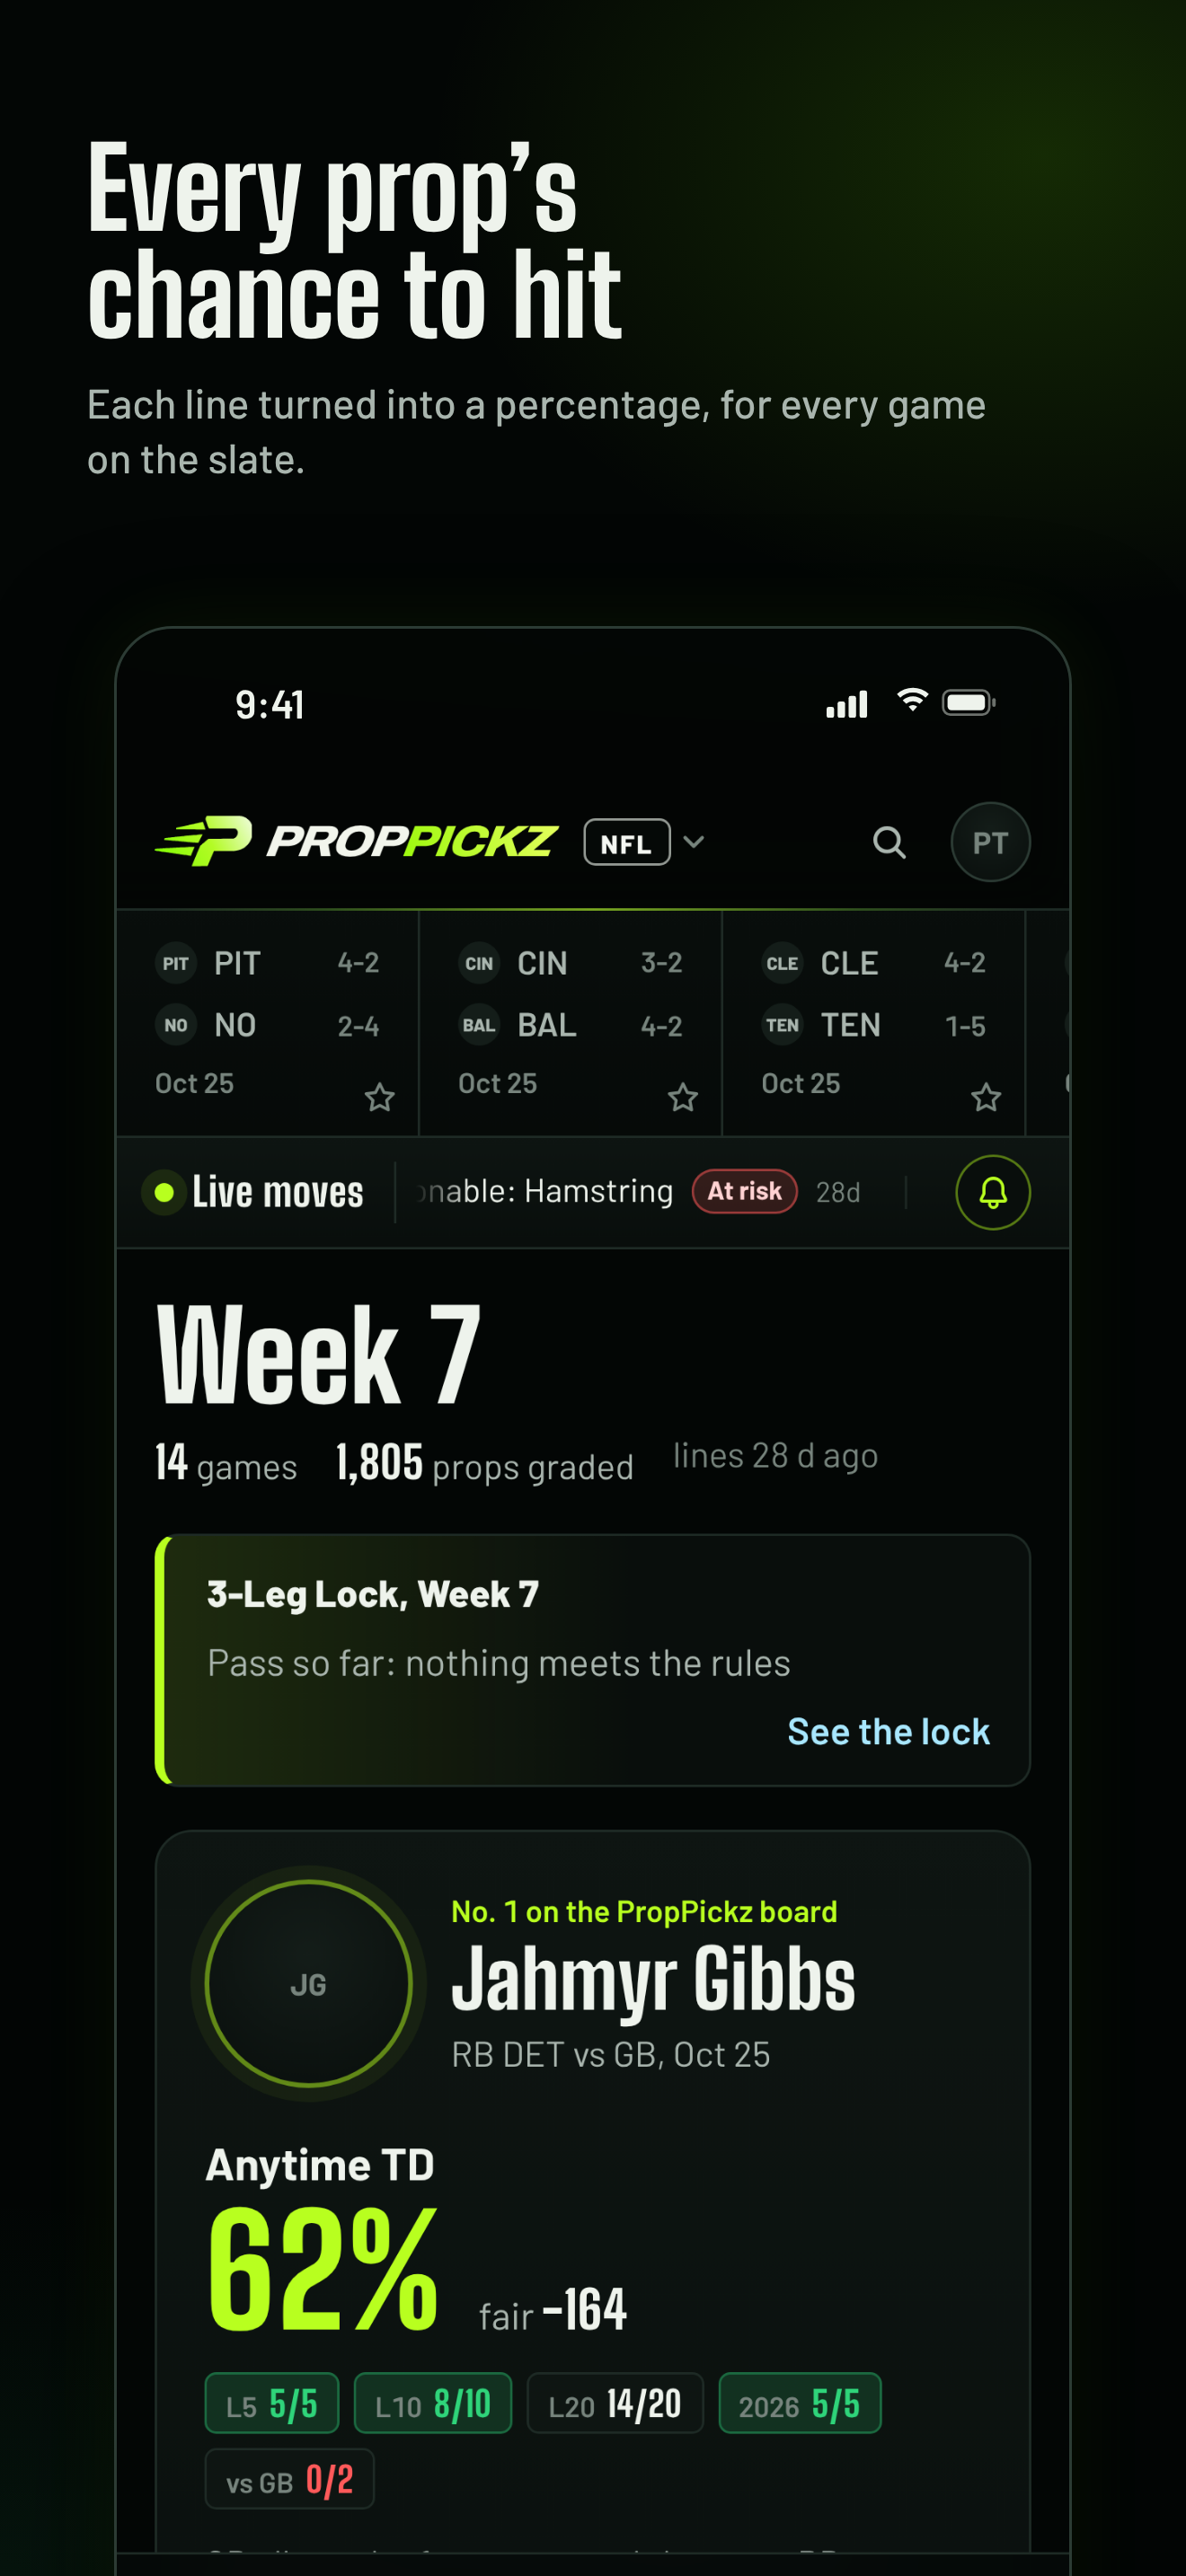 Every prop's
chance to hit
Each line turned into a percentage, for every game
on the slate.
9:41
PROPPICKZ NFL PT
PIT PIT 4-2 CIN CIN 3-2 CLE CLE 4-2
NO NO 2-4 BAL BAL 4-2 TEN TEN 1-5
Oct 25 Oct 25 Oct 25
Live moves nable: Hamstring At risk 28d
Week 7
14 games 1,805 props graded lines 28 d ago
3-Leg Lock, Week 7
Pass so far: nothing meets the rules
See the lock
No. 1 on the PropPickz board
JG Jahmyr Gibbs
RB DET vs GB, Oct 25
Anytime TD
62% fair -164
L5 5/5 L10 8/10 L20 14/20 2026 5/5
vs GB 0/2